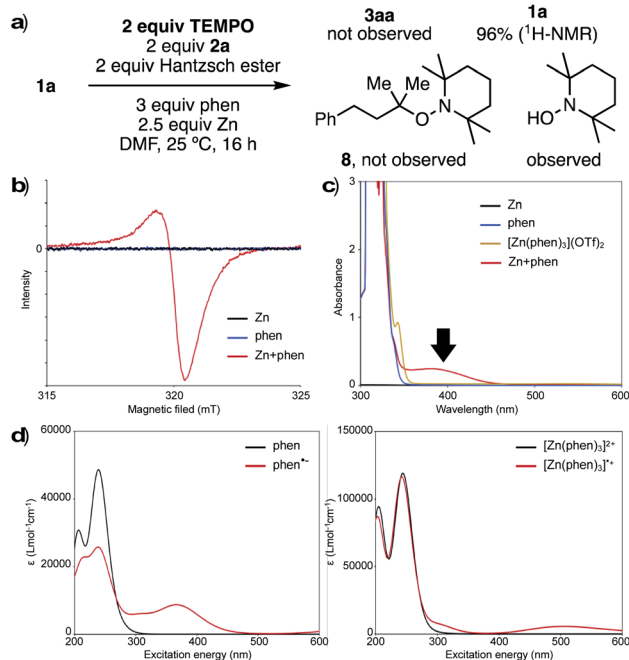 a)
2 equiv TEMPO
2 equiv 2a
2 equiv Hantzsch ester
1a
3 equiv phen
2.5 equiv Zn
DMF, 25 ºC, 16 h
3aa
not observed
1a
96% (¹H-NMR)
Me Me
Ph O N
8, not observed
HO N
observed
b)
0
Intensity
Zn
phen
Zn+phen
315 320 325
Magnetic filed (mT)
c)
Zn
phen
[Zn(phen)₃](OTf)₂
Zn+phen
3
2
1
0
Absorbance
300 400 500 600
Wavelength (nm)
d)
60000
40000
20000
0
ε (Lmol⁻¹cm⁻¹)
phen
phen•⁻
200 300 400 500 600
Excitation energy (nm)
150000
100000
50000
0
ε (Lmol⁻¹cm⁻¹)
[Zn(phen)₃]²⁺
[Zn(phen)₃]•⁺
200 300 400 500 600
Excitation energy (nm)